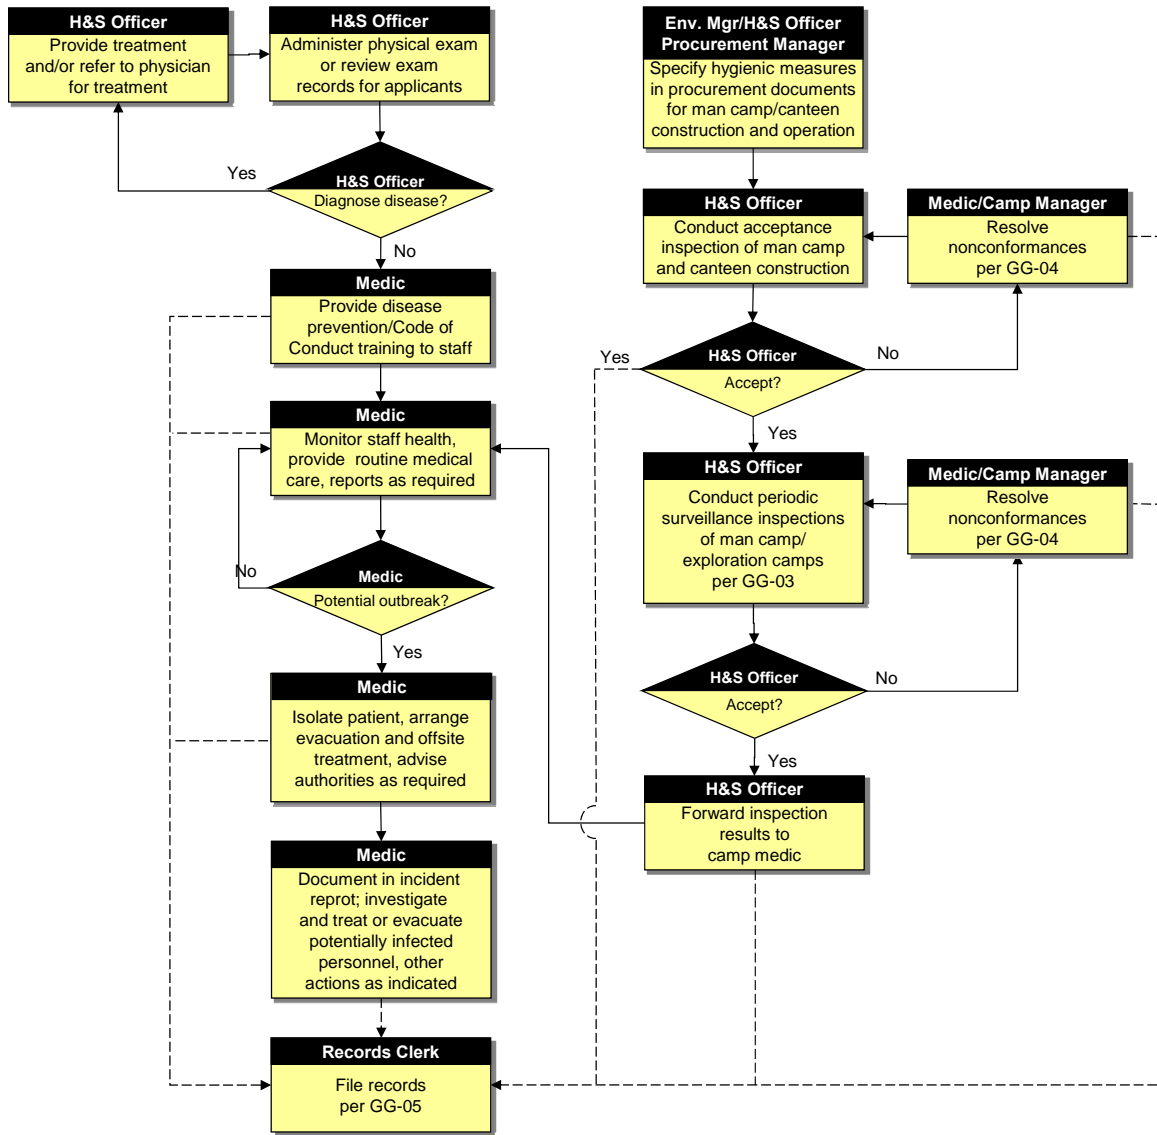 H&S Officer
Provide treatment
and/or refer to physician
for treatment
H&S Officer
Administer physical exam
or review exam
records for applicants
Yes
H&S Officer
Diagnose disease?
No
Medic
Provide disease
prevention/Code of
Conduct training to staff
Medic
Monitor staff health,
provide routine medical
care, reports as required
No
Medic
Potential outbreak?
Yes
Medic
Isolate patient, arrange
evacuation and offsite
treatment, advise
authorities as required
Medic
Document in incident
reprot; investigate
and treat or evacuate
potentially infected
personnel, other
actions as indicated
Records Clerk
File records
per GG-05
Env. Mgr/H&S Officer
Procurement Manager
Specify hygienic measures
in procurement documents
for man camp/canteen
construction and operation
H&S Officer
Conduct acceptance
inspection of man camp
and canteen construction
Medic/Camp Manager
Resolve
nonconformances
per GG-04
Yes
H&S Officer
Accept?
No
Yes
H&S Officer
Conduct periodic
surveillance inspections
of man camp/
exploration camps
per GG-03
Medic/Camp Manager
Resolve
nonconformances
per GG-04
H&S Officer
Accept?
No
Yes
H&S Officer
Forward inspection
results to
camp medic